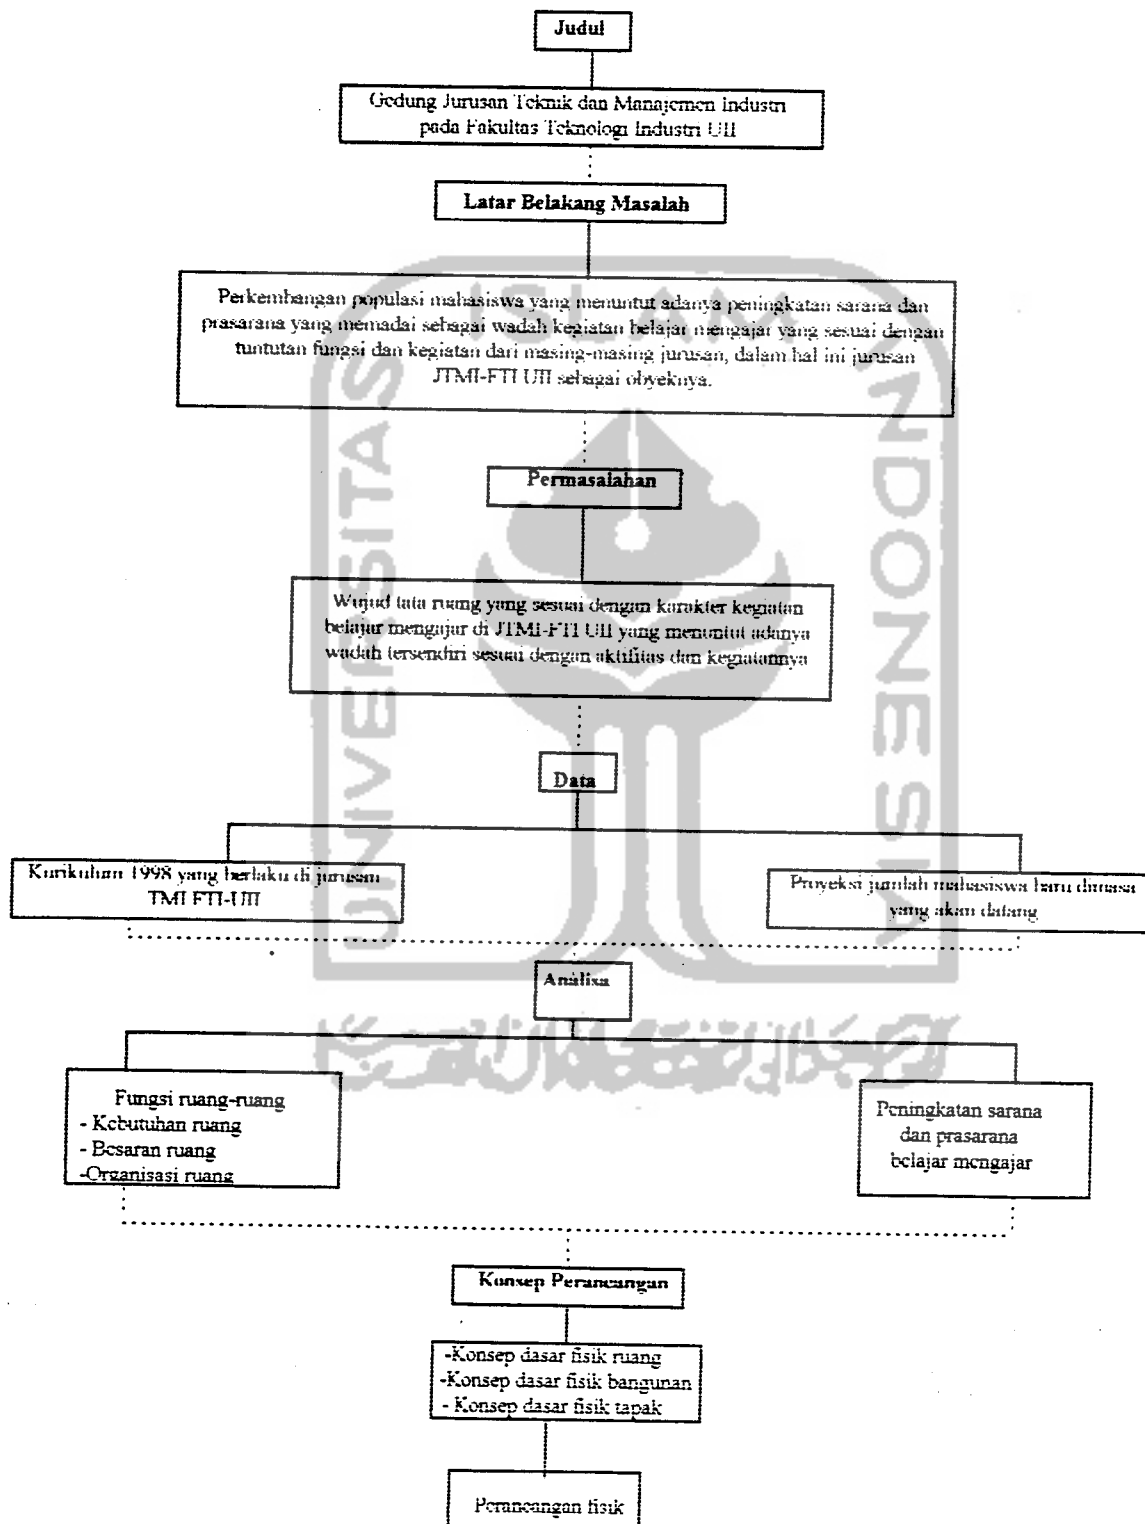 Judul
Gedung Jurusan Teknik dan Manajemen Industri
pada Fakultas Teknologi Industri UII
Latar Belakang Masalah
Perkembangan populasi mahasiswa yang menuntut adanya peningkatan sarana dan
prasarana yang memadai sebagai wadah kegiatan belajar mengajar yang sesuai dengan
tuntutan fungsi dan kegiatan dari masing-masing jurusan, dalam hal ini jurusan
JTMI-FTI UII sebagai obyeknya.
Permasalahan
Wujud tata ruang yang sesuai dengan karakter kegiatan
belajar mengajar di JTMI-FTI UII yang menuntut adanya
wadah tersendiri sesuai dengan aktifitas dan kegiatannya
Data
Kurikulum 1998 yang berlaku di jurusan
TMI FTI-UII
Proyeksi jumlah mahasiswa baru dimasa
yang akan datang
Analisa
Fungsi ruang-ruang
- Kebutuhan ruang
- Besaran ruang
-Organisasi ruang
Peningkatan sarana
dan prasarana
belajar mengajar
Konsep Perancangan
-Konsep dasar fisik ruang
-Konsep dasar fisik bangunan
- Konsep dasar fisik tapak
Perancangan fisik
UNIVERSITAS
ISLAM
INDONESIA